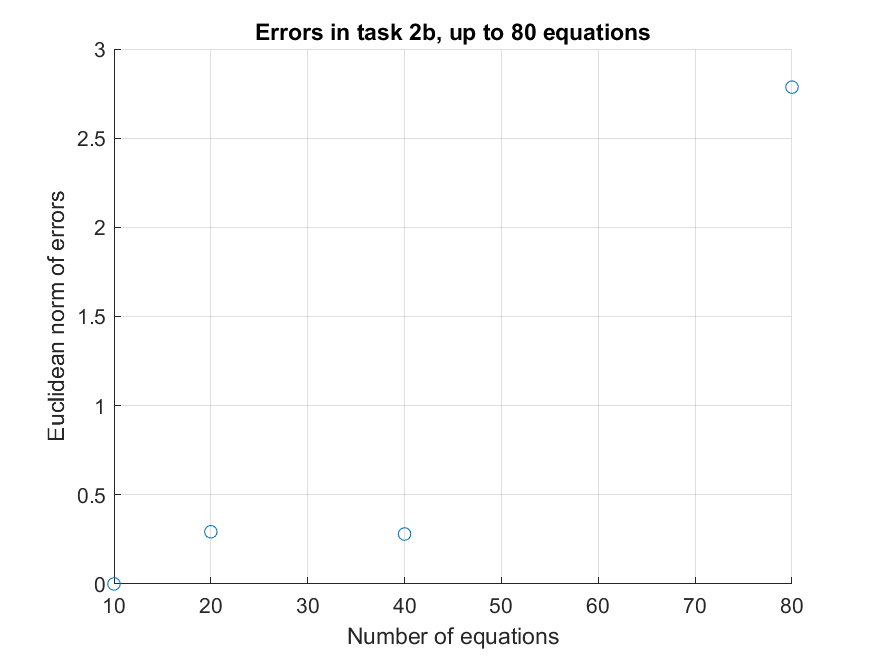 Errors in task 2b, up to 80 equations
3
2.5
2
1.5
1
0.5
0
Euclidean norm of errors
10 20 30 40 50 60 70 80
Number of equations